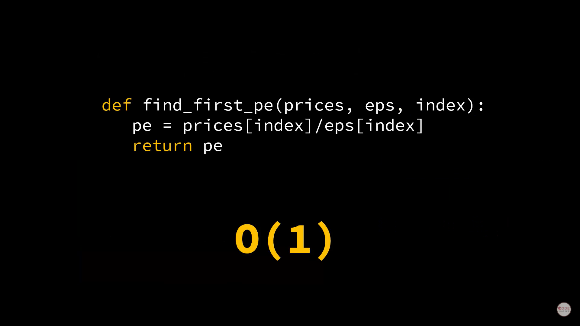 def find_first_pe(prices, eps, index):
pe = prices[index]/eps[index]
return pe
O(1)